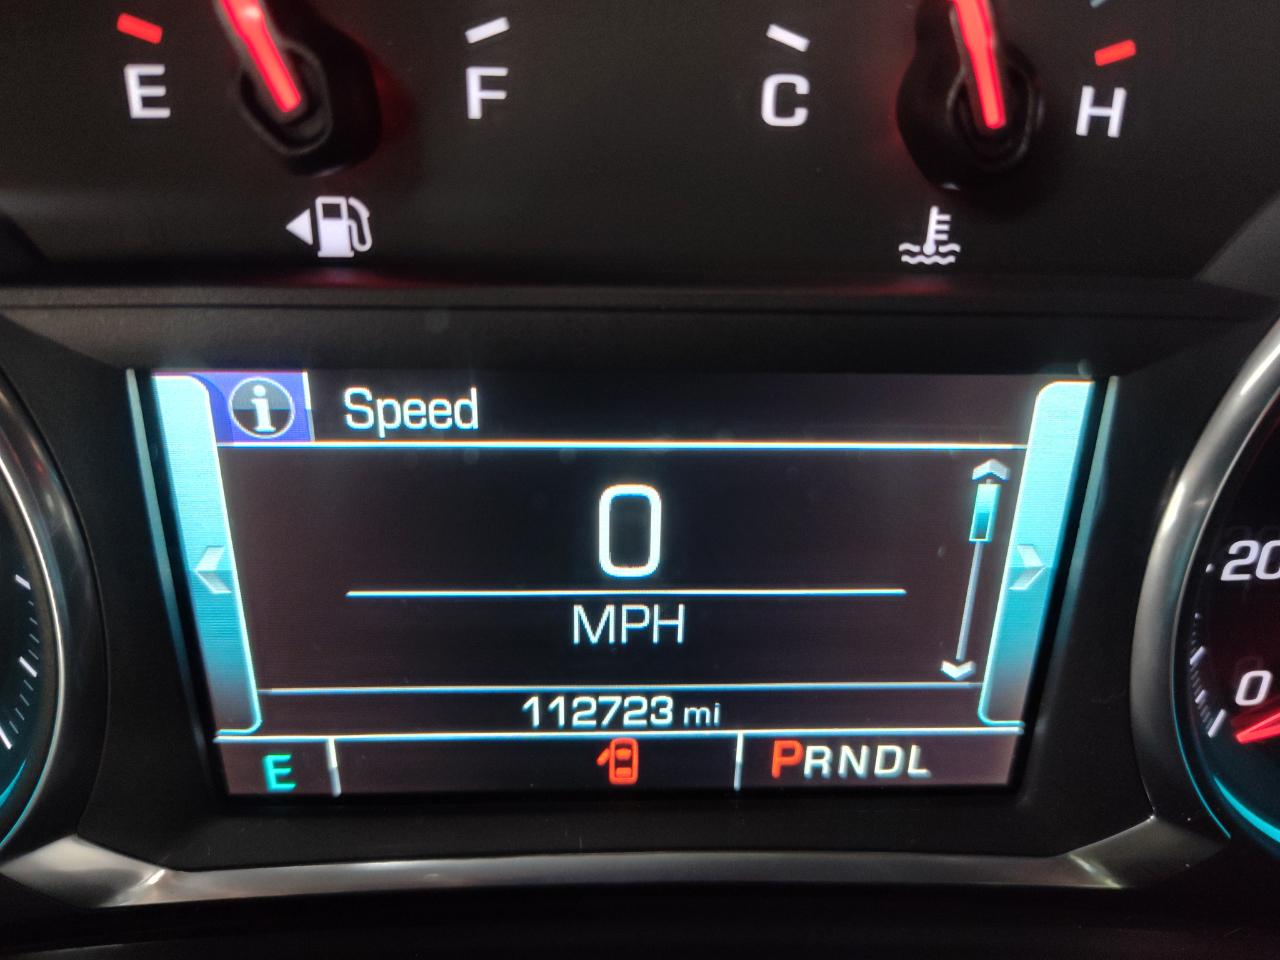 E F C H
Speed
0
MPH
112723 mi
E PRNDL
20
0